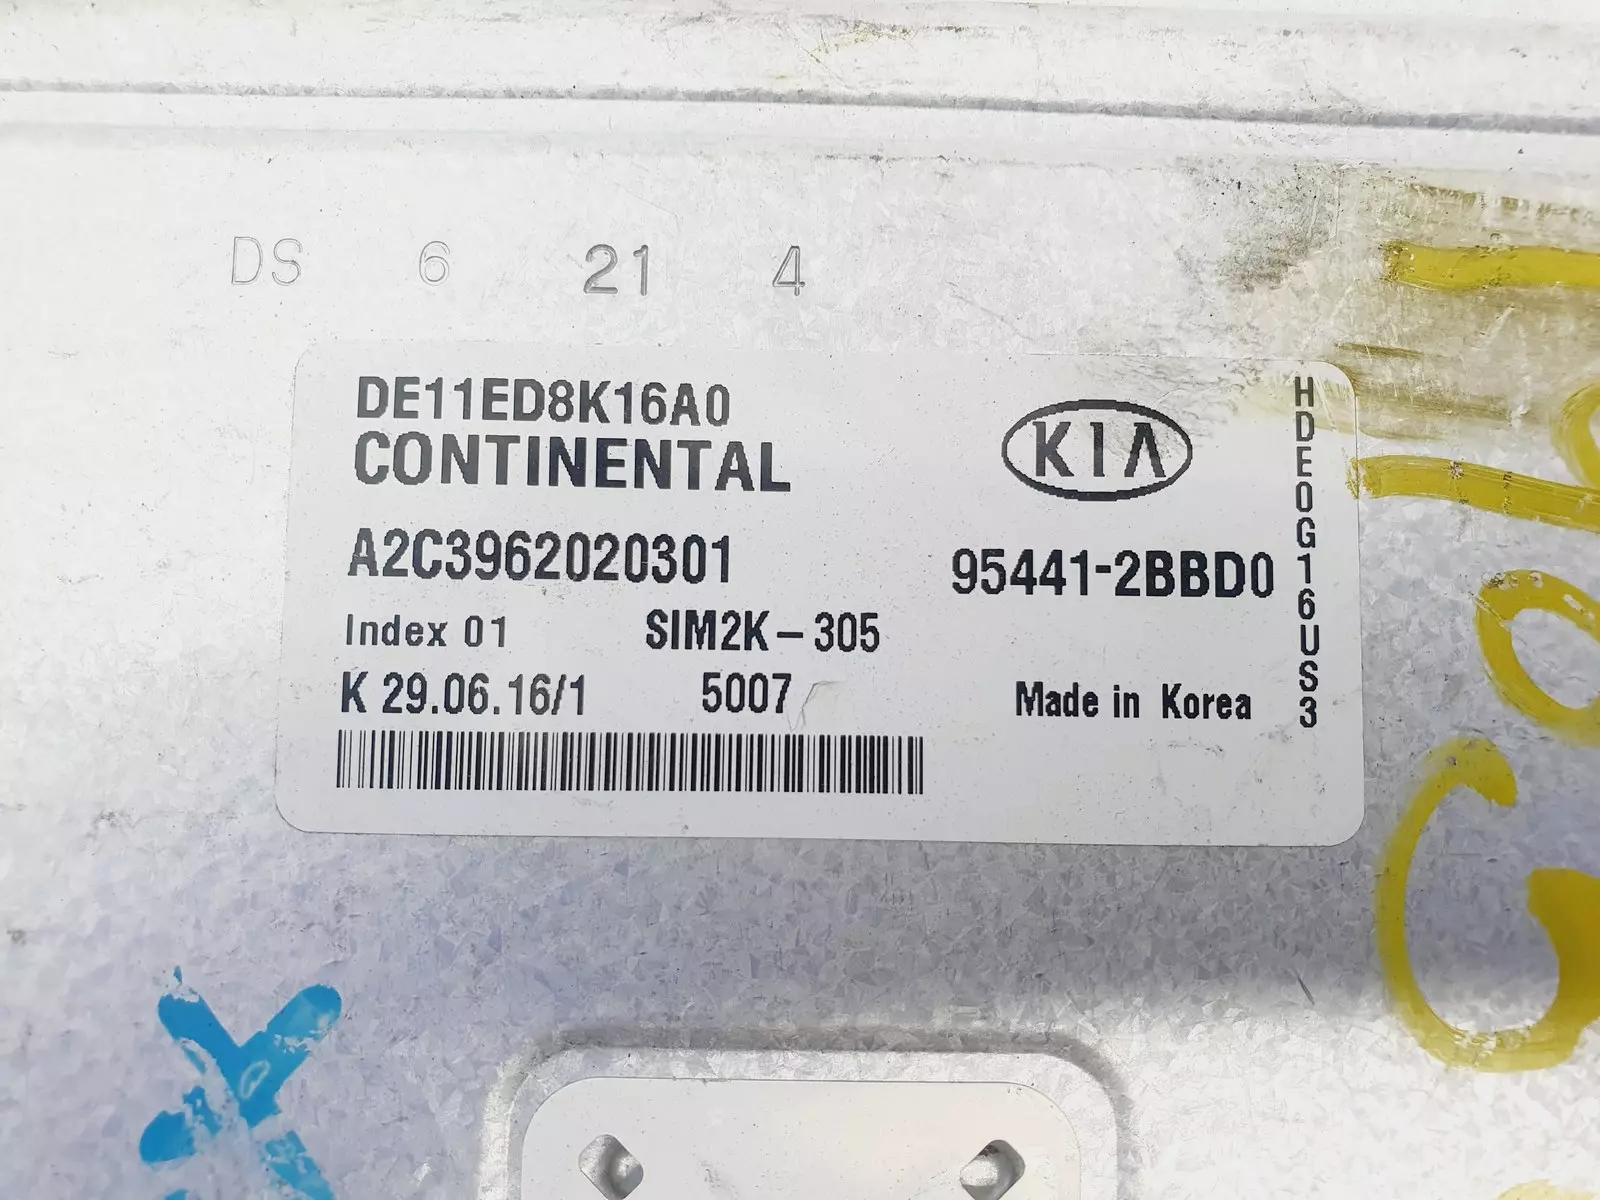 DS 6 21 4
DE11ED8K16A0
CONTINENTAL
KIA
A2C3962020301
95441-2BBD0
Index 01 SIM2K-305
K 29.06.16/1 5007
Made in Korea
HDE0G16US3